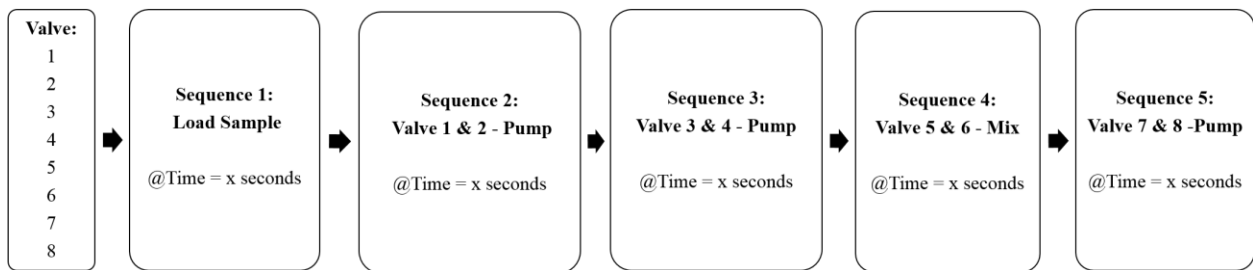 Valve:
1
2
3
4
5
6
7
8
Sequence 1:
Load Sample
@Time = x seconds
Sequence 2:
Valve 1 & 2 - Pump
@Time = x seconds
Sequence 3:
Valve 3 & 4 - Pump
@Time = x seconds
Sequence 4:
Valve 5 & 6 - Mix
@Time = x seconds
Sequence 5:
Valve 7 & 8 -Pump
@Time = x seconds